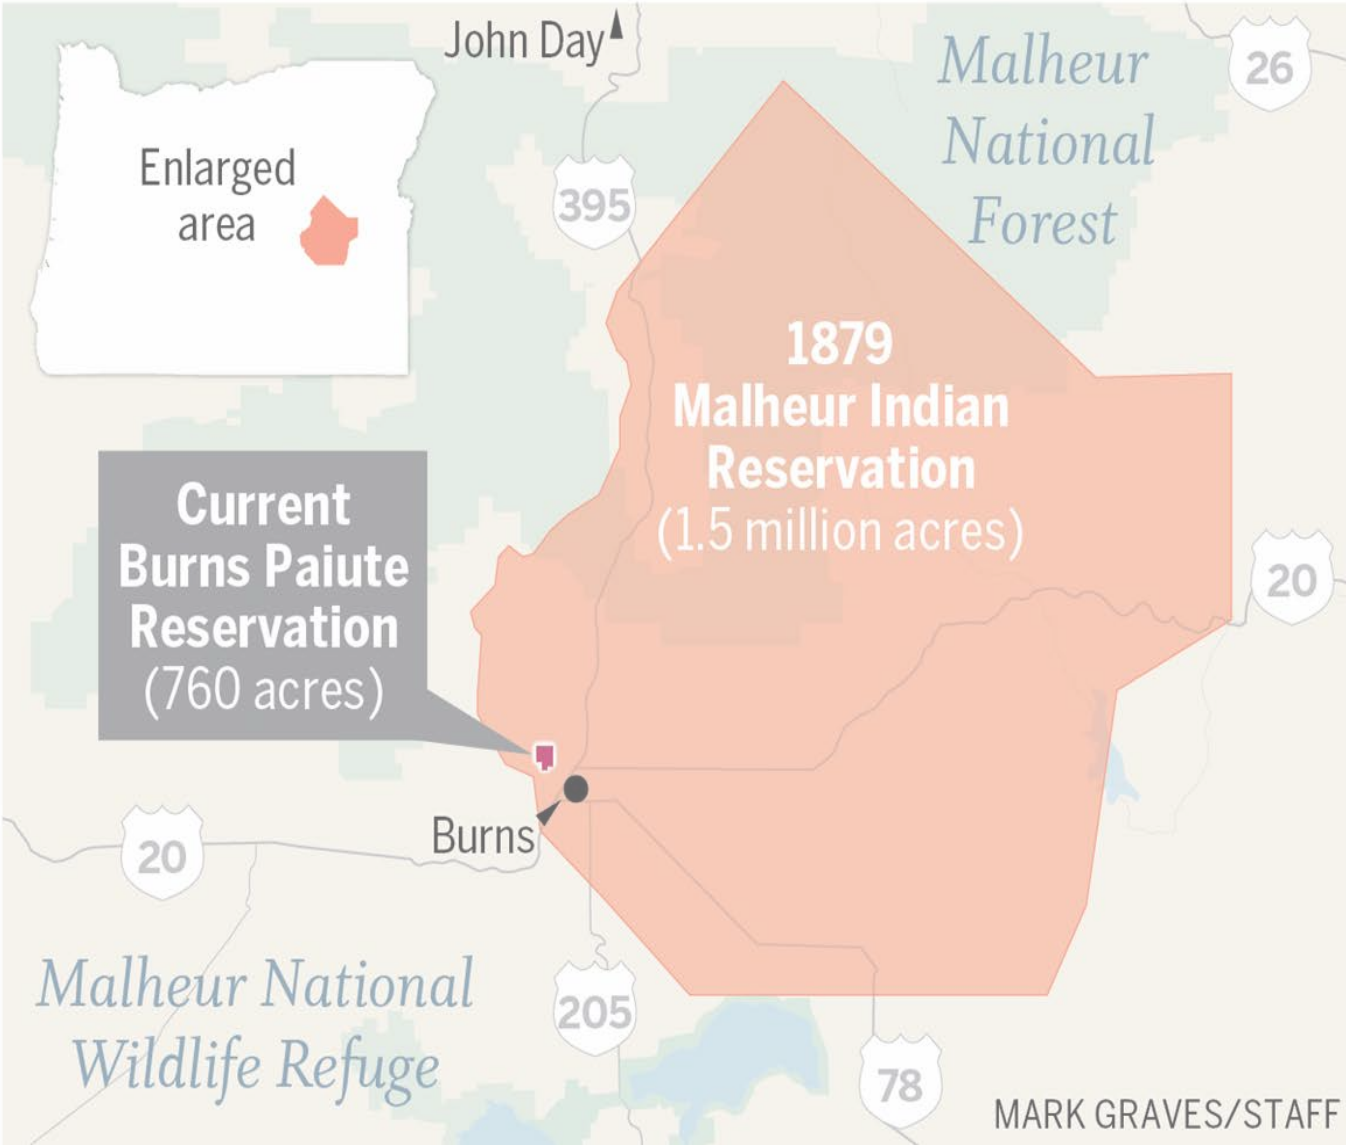 John Day
Malheur
National
Forest
26
Enlarged
area
395
1879
Malheur Indian
Reservation
(1.5 million acres)
Current
Burns Paiute
Reservation
(760 acres)
20
Burns
20
Malheur National
Wildlife Refuge
205
78
MARK GRAVES/STAFF